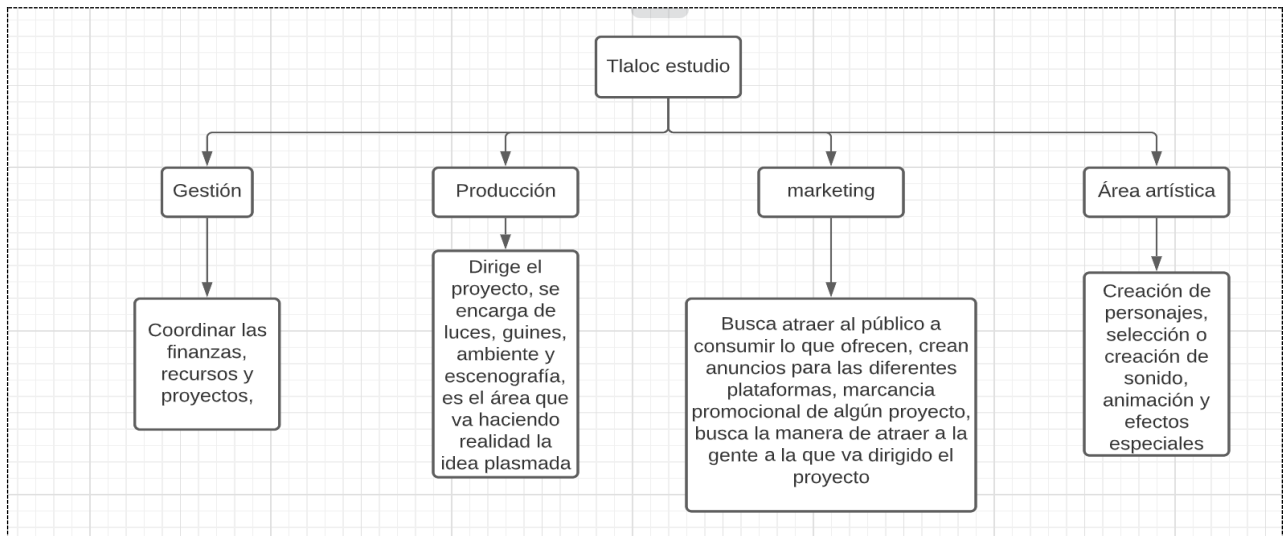 Tlaloc estudio
Gestión
Producción
marketing
Área artística
Coordinar las
finanzas,
recursos y
proyectos,
Dirige el
proyecto, se
encarga de
luces, guines,
ambiente y
escenografía,
es el área que
va haciendo
realidad la
idea plasmada
Busca atraer al público a
consumir lo que ofrecen, crean
anuncios para las diferentes
plataformas, marcancia
promocional de algún proyecto,
busca la manera de atraer a la
gente a la que va dirigido el
proyecto
Creación de
personajes,
selección o
creación de
sonido,
animación y
efectos
especiales